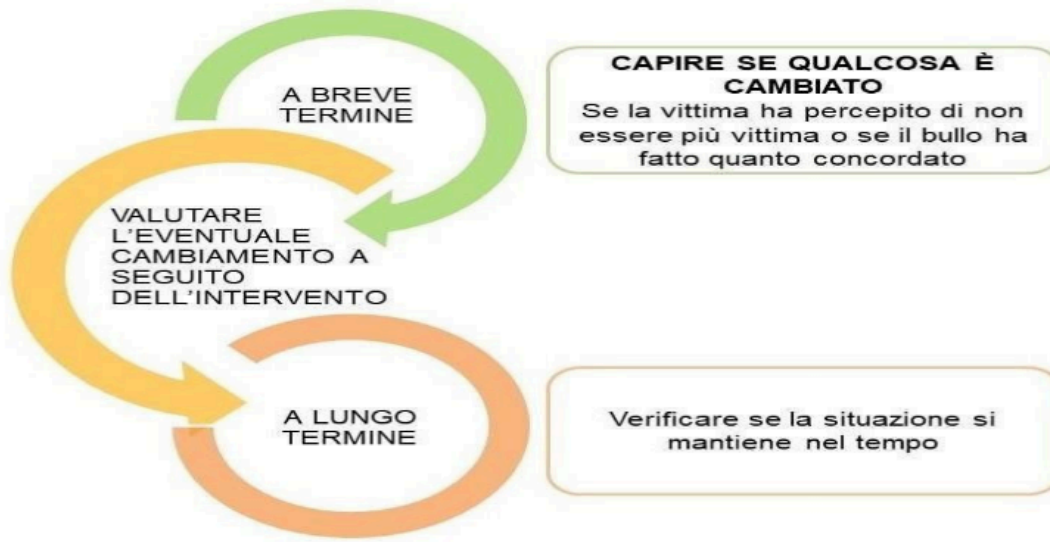 A BREVE
TERMINE
CAPIRE SE QUALCOSA È
CAMBIATO
Se la vittima ha percepito di non
essere più vittima o se il bullo ha
fatto quanto concordato
VALUTARE
L'EVENTUALE
CAMBIAMENTO A
SEGUITO
DELL'INTERVENTO
A LUNGO
TERMINE
Verificare se la situazione si
mantiene nel tempo